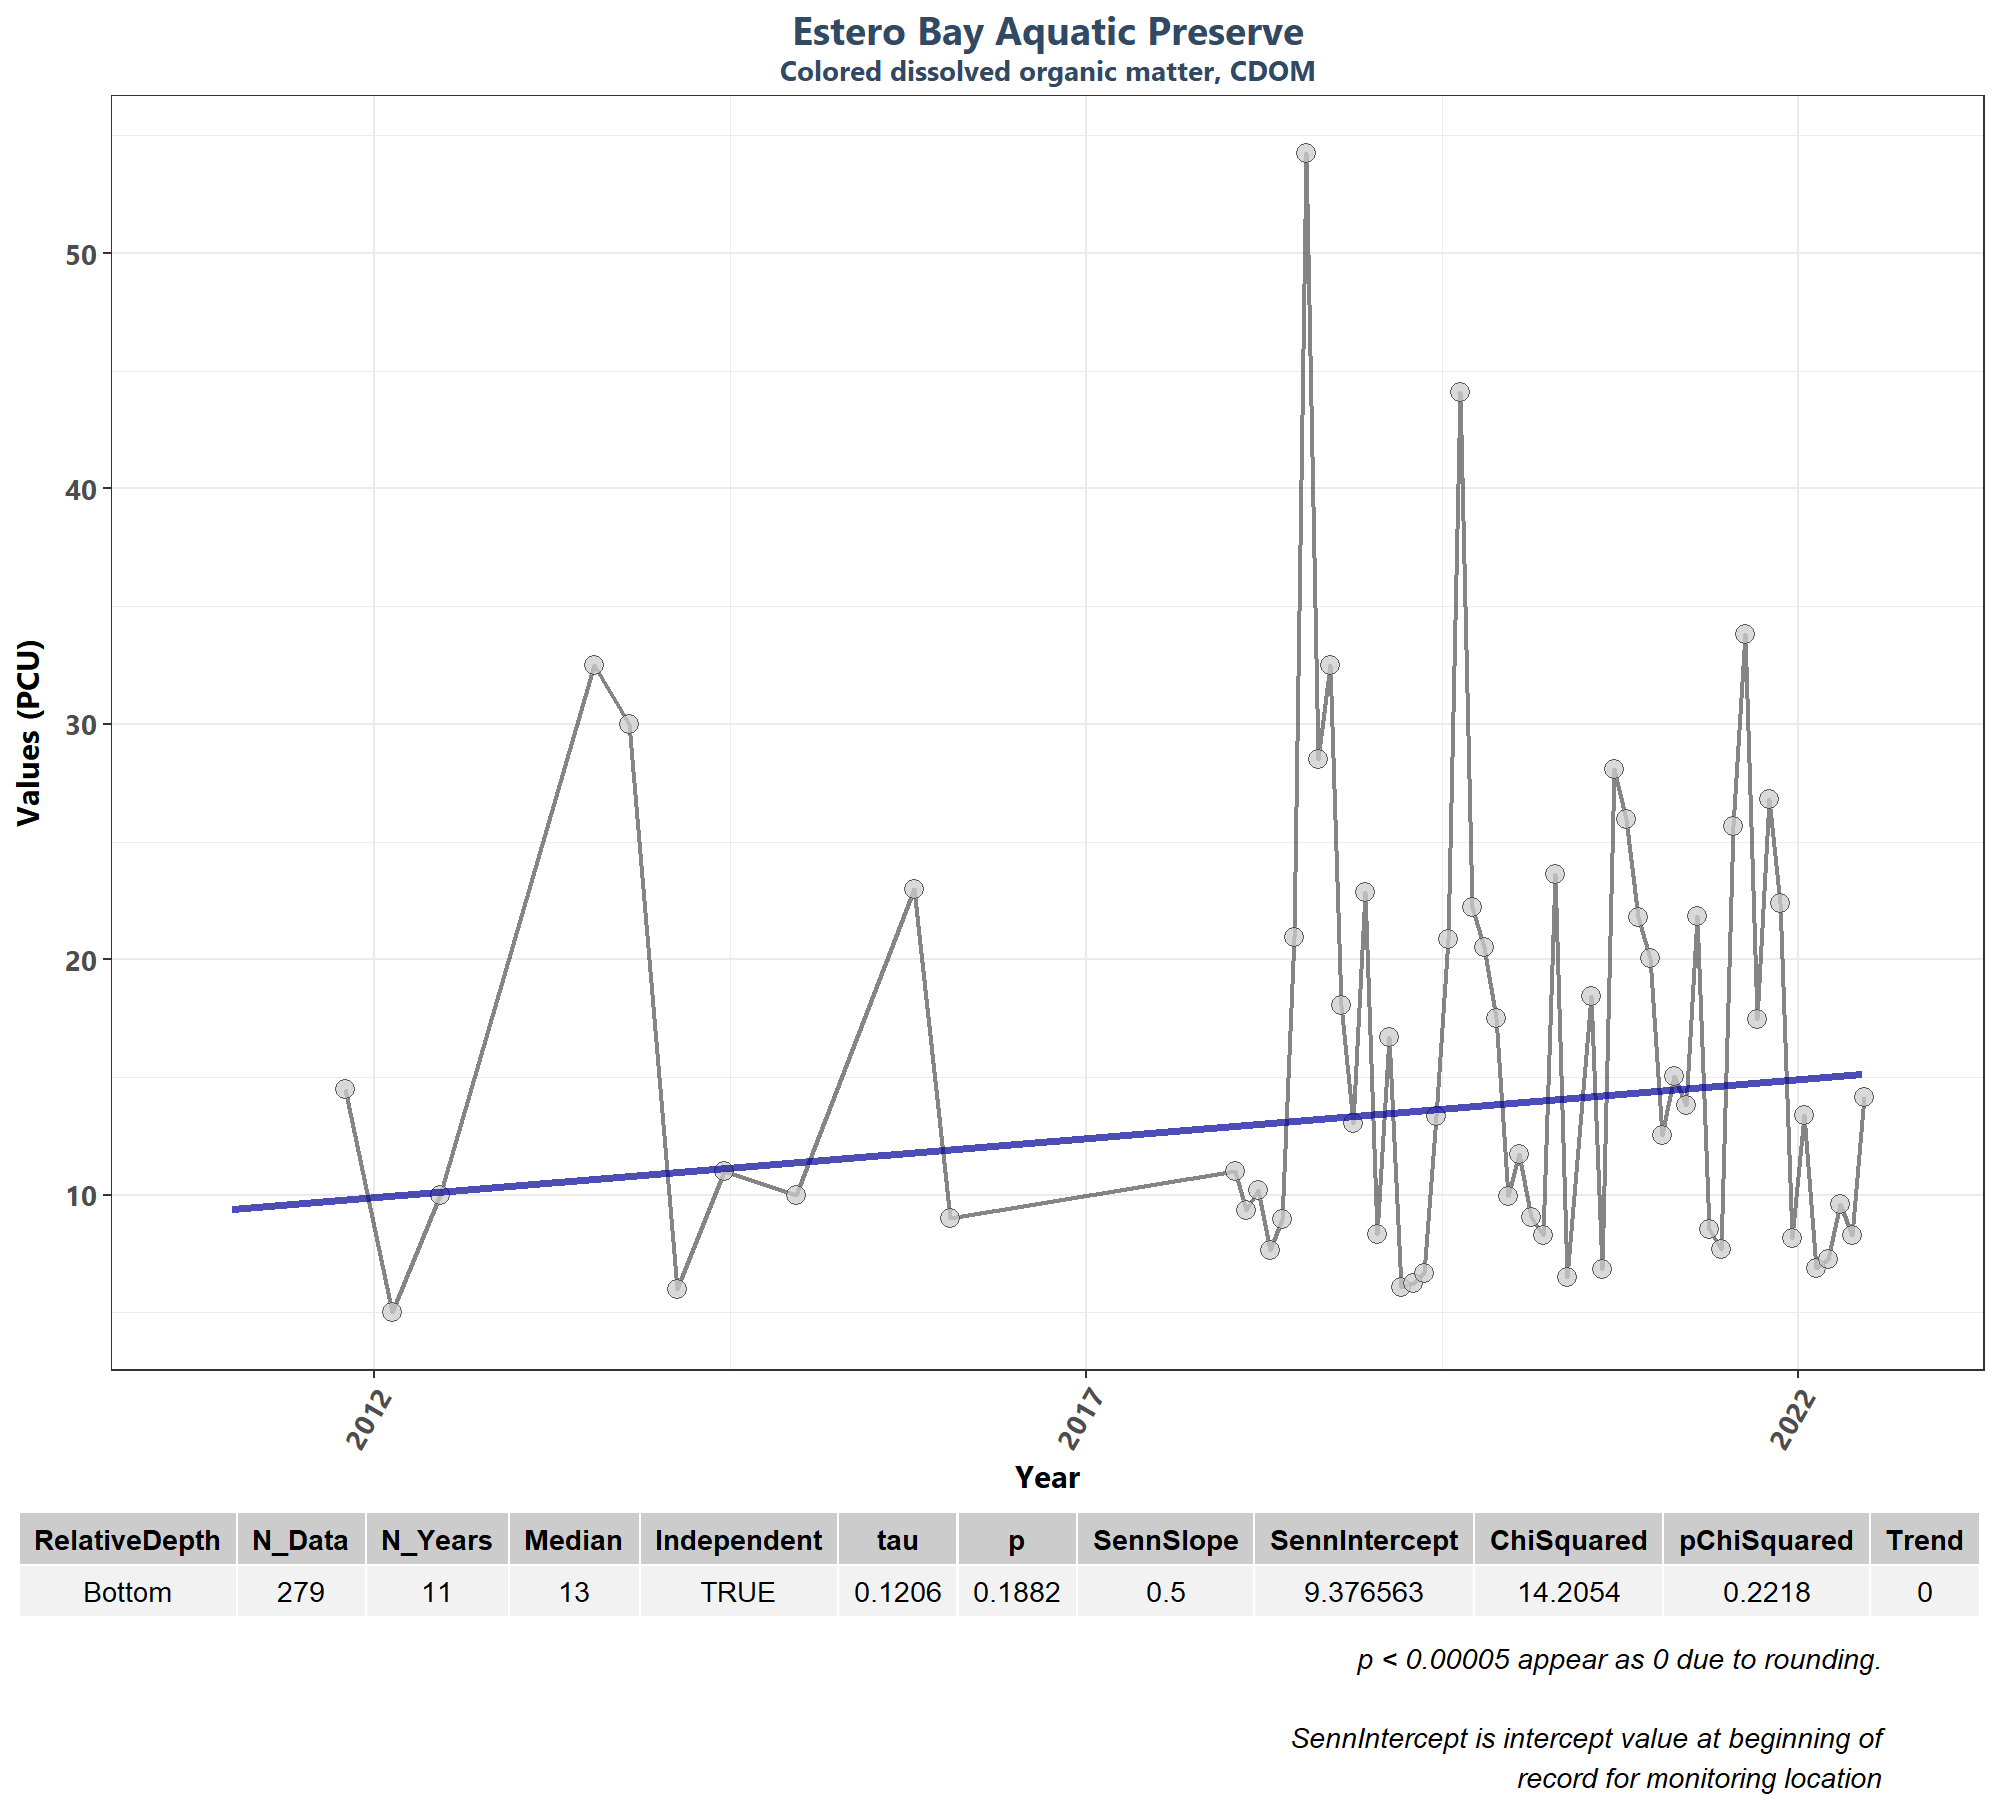 Estero Bay Aquatic Preserve
Colored dissolved organic matter, CDOM
Values (PCU)
50
40
30
20
10
2012
2017
2022
Year
RelativeDepth N_Data N_Years Median Independent tau p SennSlope SennIntercept ChiSquared pChiSquared Trend
Bottom 279 11 13 TRUE 0.1206 0.1882 0.5 9.376563 14.2054 0.2218 0
p < 0.00005 appear as 0 due to rounding.
SennIntercept is intercept value at beginning of
record for monitoring location